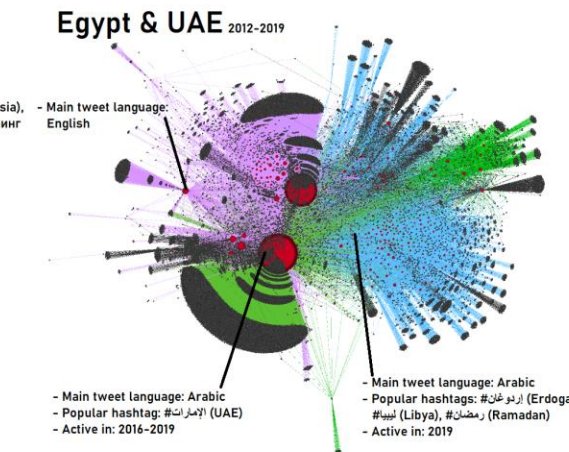 Egypt & UAE 2012-2019
sia),
инг
- Main tweet language:
English
- Main tweet language: Arabic
- Popular hashtag: #الإمارات (UAE)
- Active in: 2016-2019
- Main tweet language: Arabic
- Popular hashtags: #إردوغان (Erdoga
#ليبيا (Libya), #رمضان (Ramadan)
- Active in: 2019